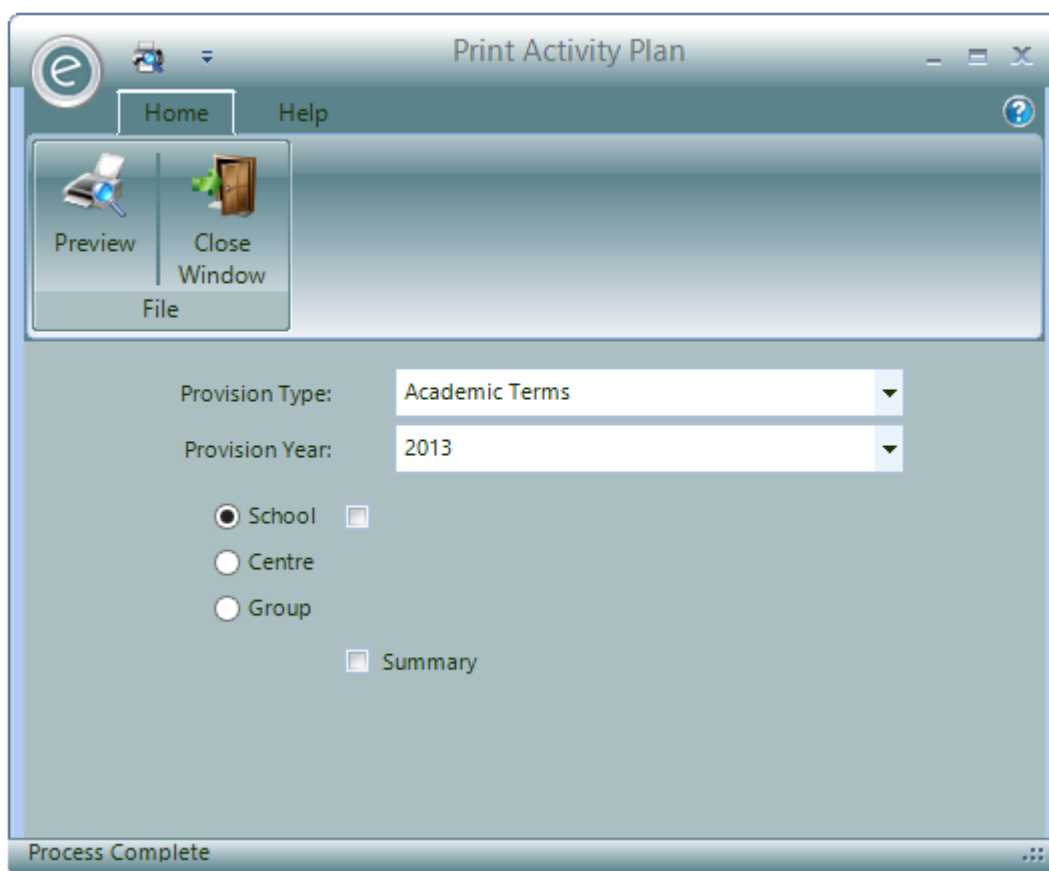 e
Print Activity Plan
Home Help
Preview Close
Window
File
Provision Type: Academic Terms
Provision Year: 2013
School
Centre
Group
Summary
Process Complete